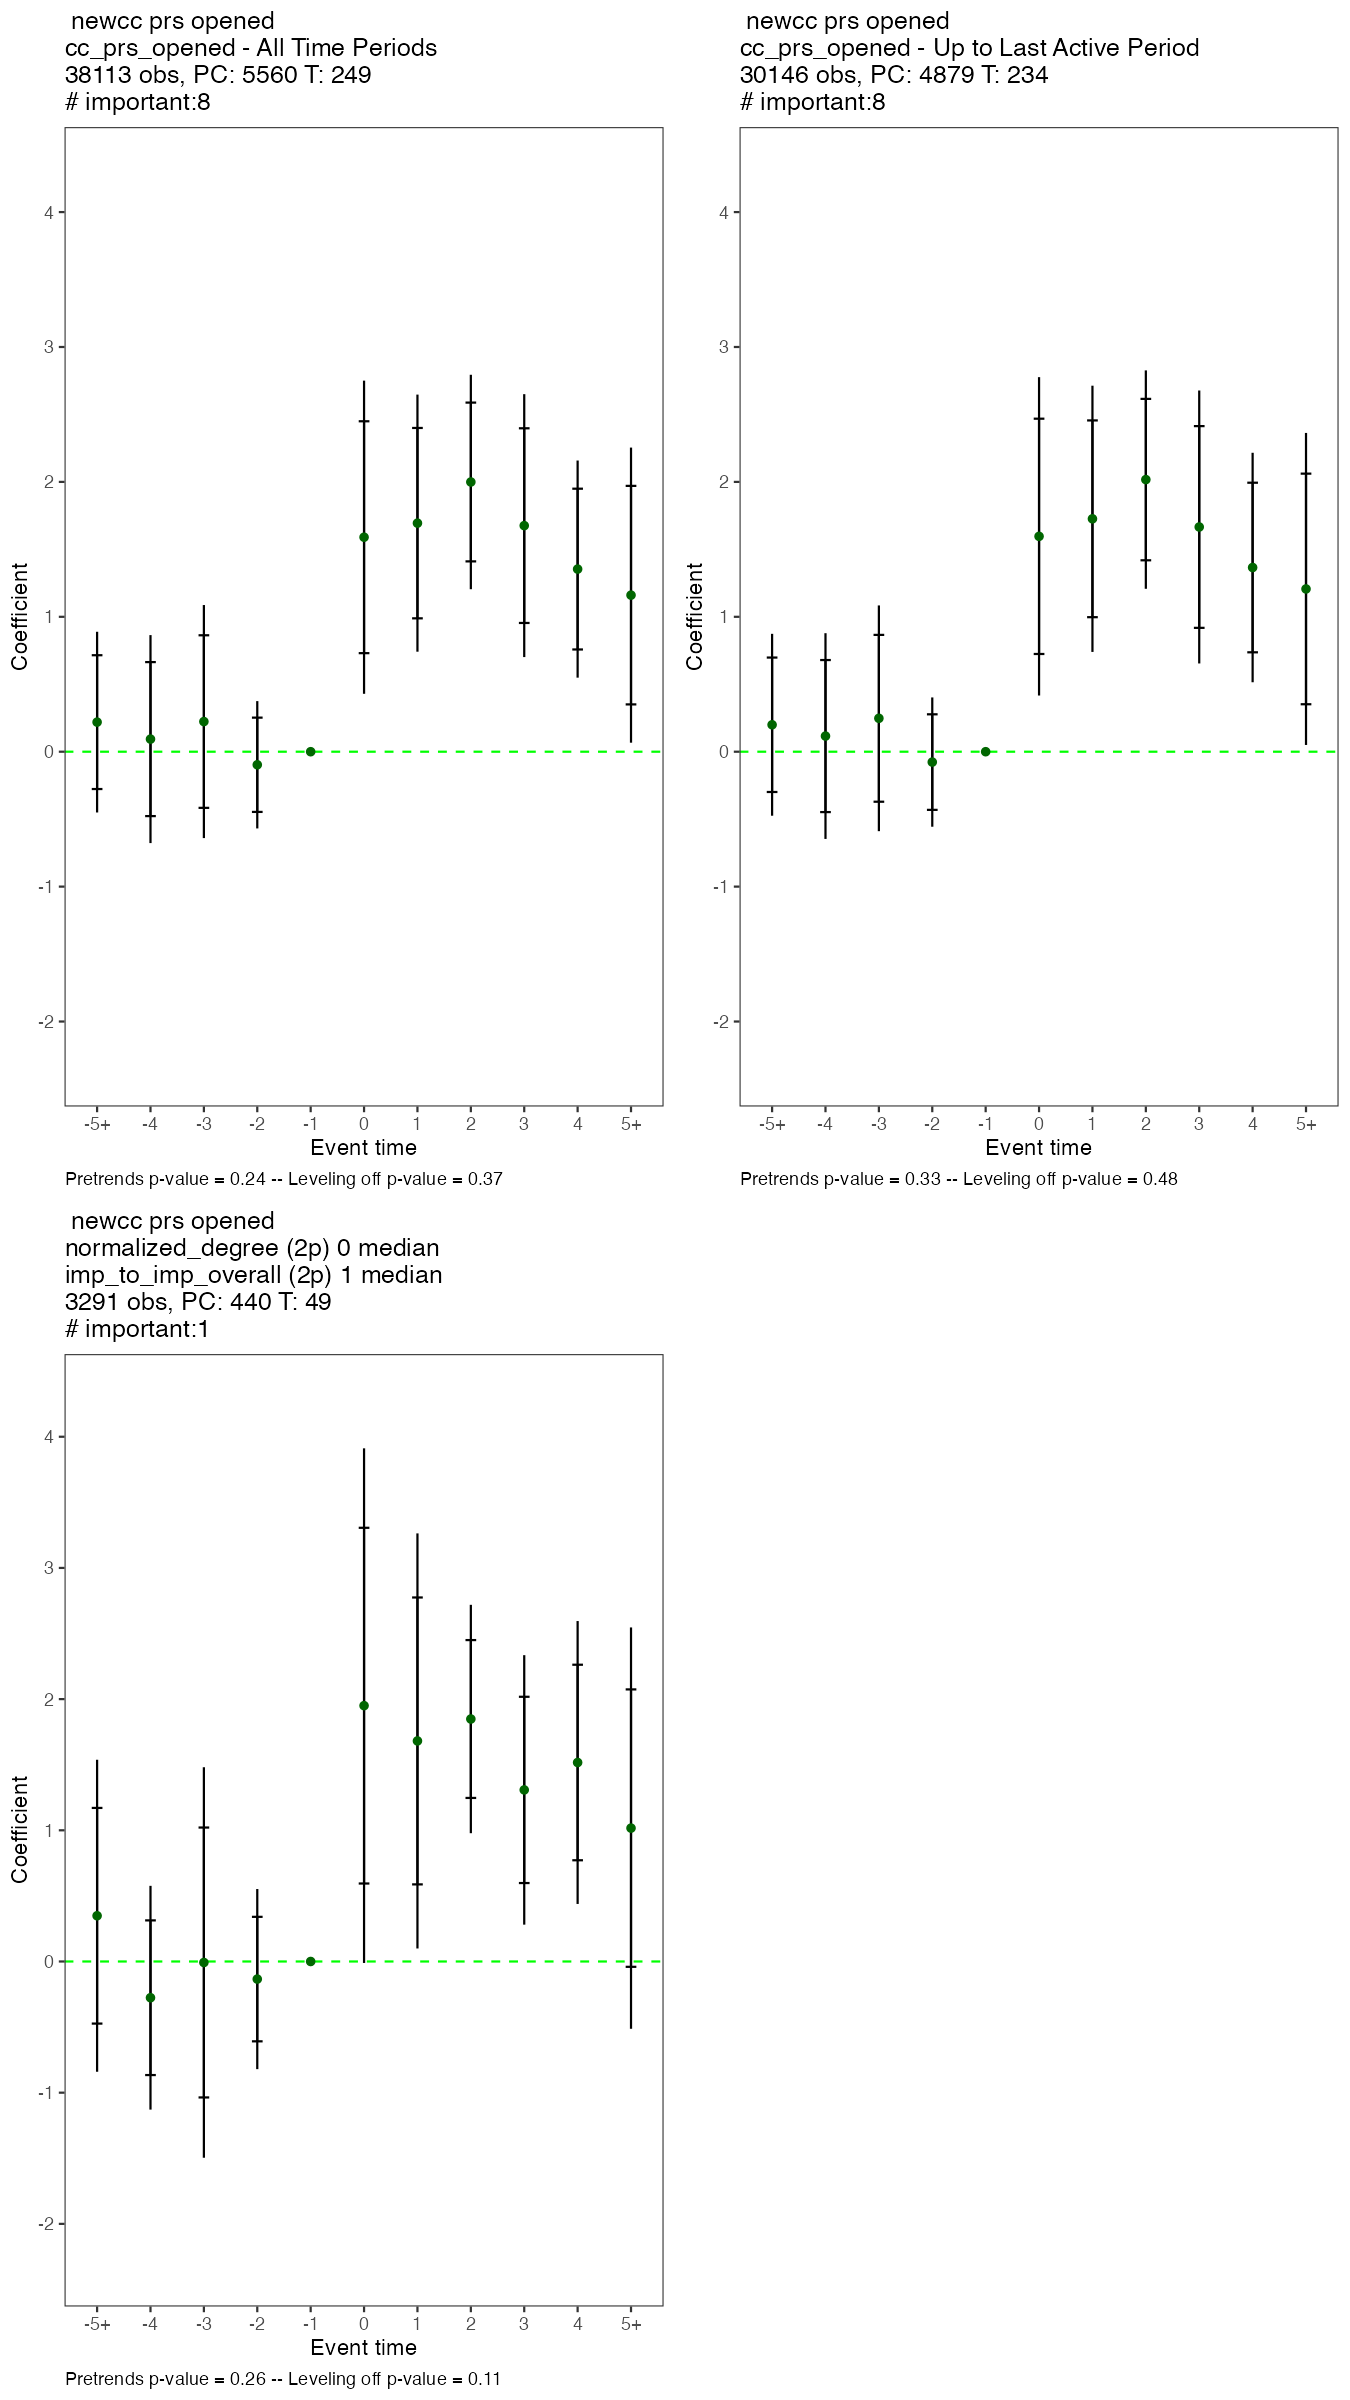 newcc prs opened
cc_prs_opened - All Time Periods
38113 obs, PC: 5560 T: 249
# important:8
4
3
2
1
0
-1
-2
Coefficient
-5+ -4 -3 -2 -1 0 1 2 3 4 5+
Event time
Pretrends p-value = 0.24 -- Leveling off p-value = 0.37
newcc prs opened
cc_prs_opened - Up to Last Active Period
30146 obs, PC: 4879 T: 234
# important:8
4
3
2
1
0
-1
-2
Coefficient
-5+ -4 -3 -2 -1 0 1 2 3 4 5+
Event time
Pretrends p-value = 0.33 -- Leveling off p-value = 0.48
newcc prs opened
normalized_degree (2p) 0 median
imp_to_imp_overall (2p) 1 median
3291 obs, PC: 440 T: 49
# important:1
4
3
2
1
0
-1
-2
Coefficient
-5+ -4 -3 -2 -1 0 1 2 3 4 5+
Event time
Pretrends p-value = 0.26 -- Leveling off p-value = 0.11